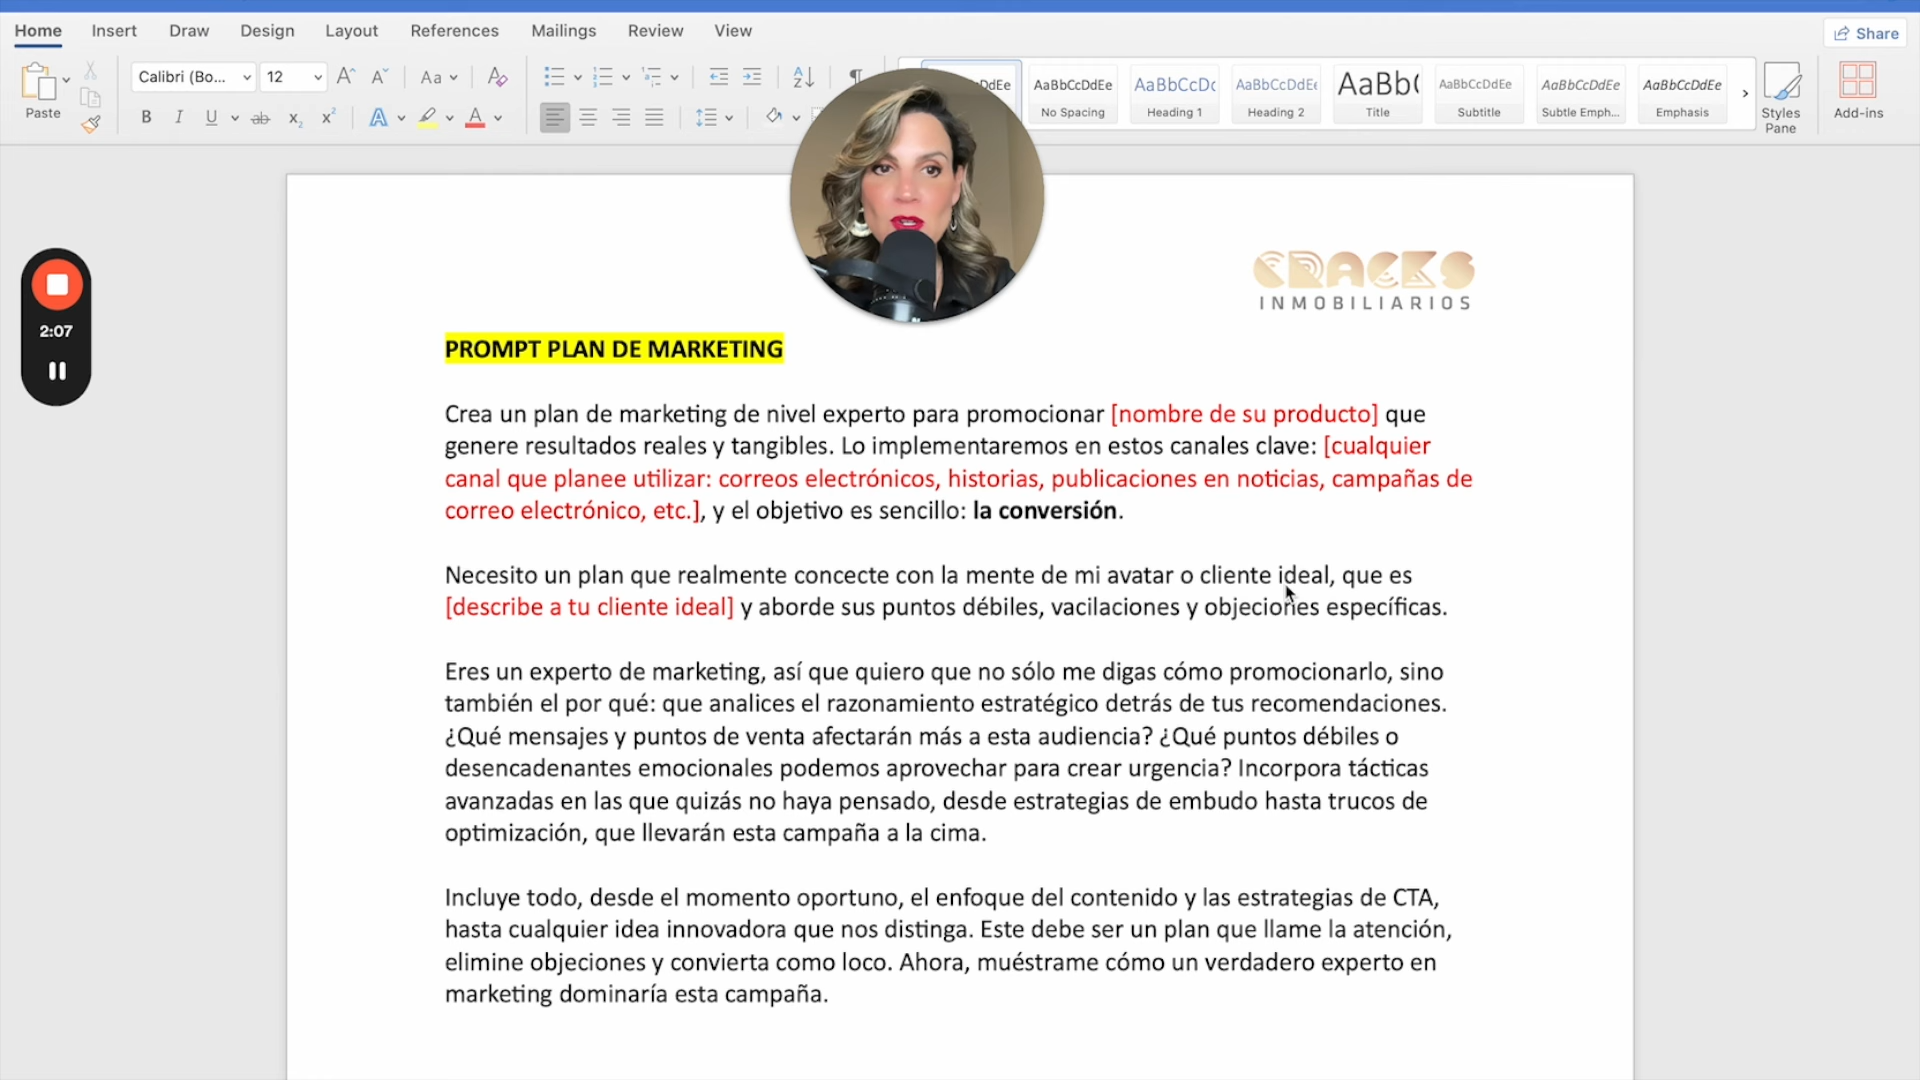 Home Insert Draw Design Layout References Mailings Review View Share
Calibri (Bo... 12 Aa
Paste
B I U ab x₂ x² A A
AaBbCcDdEe AaBbCcDc AaBbCcDdEe AaBb( AaBbCcDdEe AaBbCcDdEe AaBbCcDdEe
No Spacing Heading 1 Heading 2 Title Subtitle Subtle Emph... Emphasis
Styles Pane
Add-ins
2:07
CRACKS
INMOBILIARIOS
PROMPT PLAN DE MARKETING
Crea un plan de marketing de nivel experto para promocionar [nombre de su producto] que
genere resultados reales y tangibles. Lo implementaremos en estos canales clave: [cualquier
canal que planee utilizar: correos electrónicos, historias, publicaciones en noticias, campañas de
correo electrónico, etc.], y el objetivo es sencillo: la conversión.
Necesito un plan que realmente concecte con la mente de mi avatar o cliente ideal, que es
[describe a tu cliente ideal] y aborde sus puntos débiles, vacilaciones y objeciones específicas.
Eres un experto de marketing, así que quiero que no sólo me digas cómo promocionarlo, sino
también el por qué: que analices el razonamiento estratégico detrás de tus recomendaciones.
¿Qué mensajes y puntos de venta afectarán más a esta audiencia? ¿Qué puntos débiles o
desencadenantes emocionales podemos aprovechar para crear urgencia? Incorpora tácticas
avanzadas en las que quizás no haya pensado, desde estrategias de embudo hasta trucos de
optimización, que llevarán esta campaña a la cima.
Incluye todo, desde el momento oportuno, el enfoque del contenido y las estrategias de CTA,
hasta cualquier idea innovadora que nos distinga. Este debe ser un plan que llame la atención,
elimine objeciones y convierta como loco. Ahora, muéstrame cómo un verdadero experto en
marketing dominaría esta campaña.